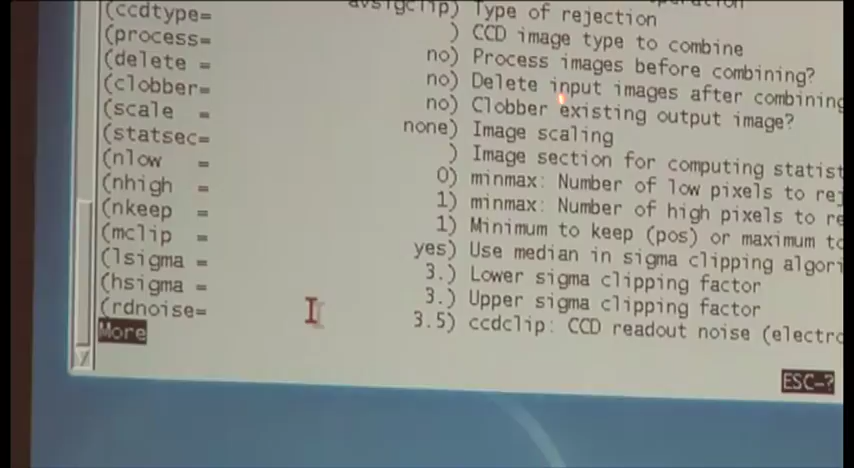 avsigclip) Type of rejection
(ccdtype= ) CCD image type to combine
(process= no) Process images before combining?
(delete = no) Delete input images after combining
(clobber= no) Clobber existing output image?
(scale = none) Image scaling
(statsec= ) Image section for computing statist
(nlow = 0) minmax: Number of low pixels to rej
(nhigh = 1) minmax: Number of high pixels to re
(nkeep = 1) Minimum to keep (pos) or maximum to
(mclip = yes) Use median in sigma clipping algori
(lsigma = 3.) Lower sigma clipping factor
(hsigma = 3.) Upper sigma clipping factor
(rdnoise= 3.5) ccdclip: CCD readout noise (electro
More
ESC-?